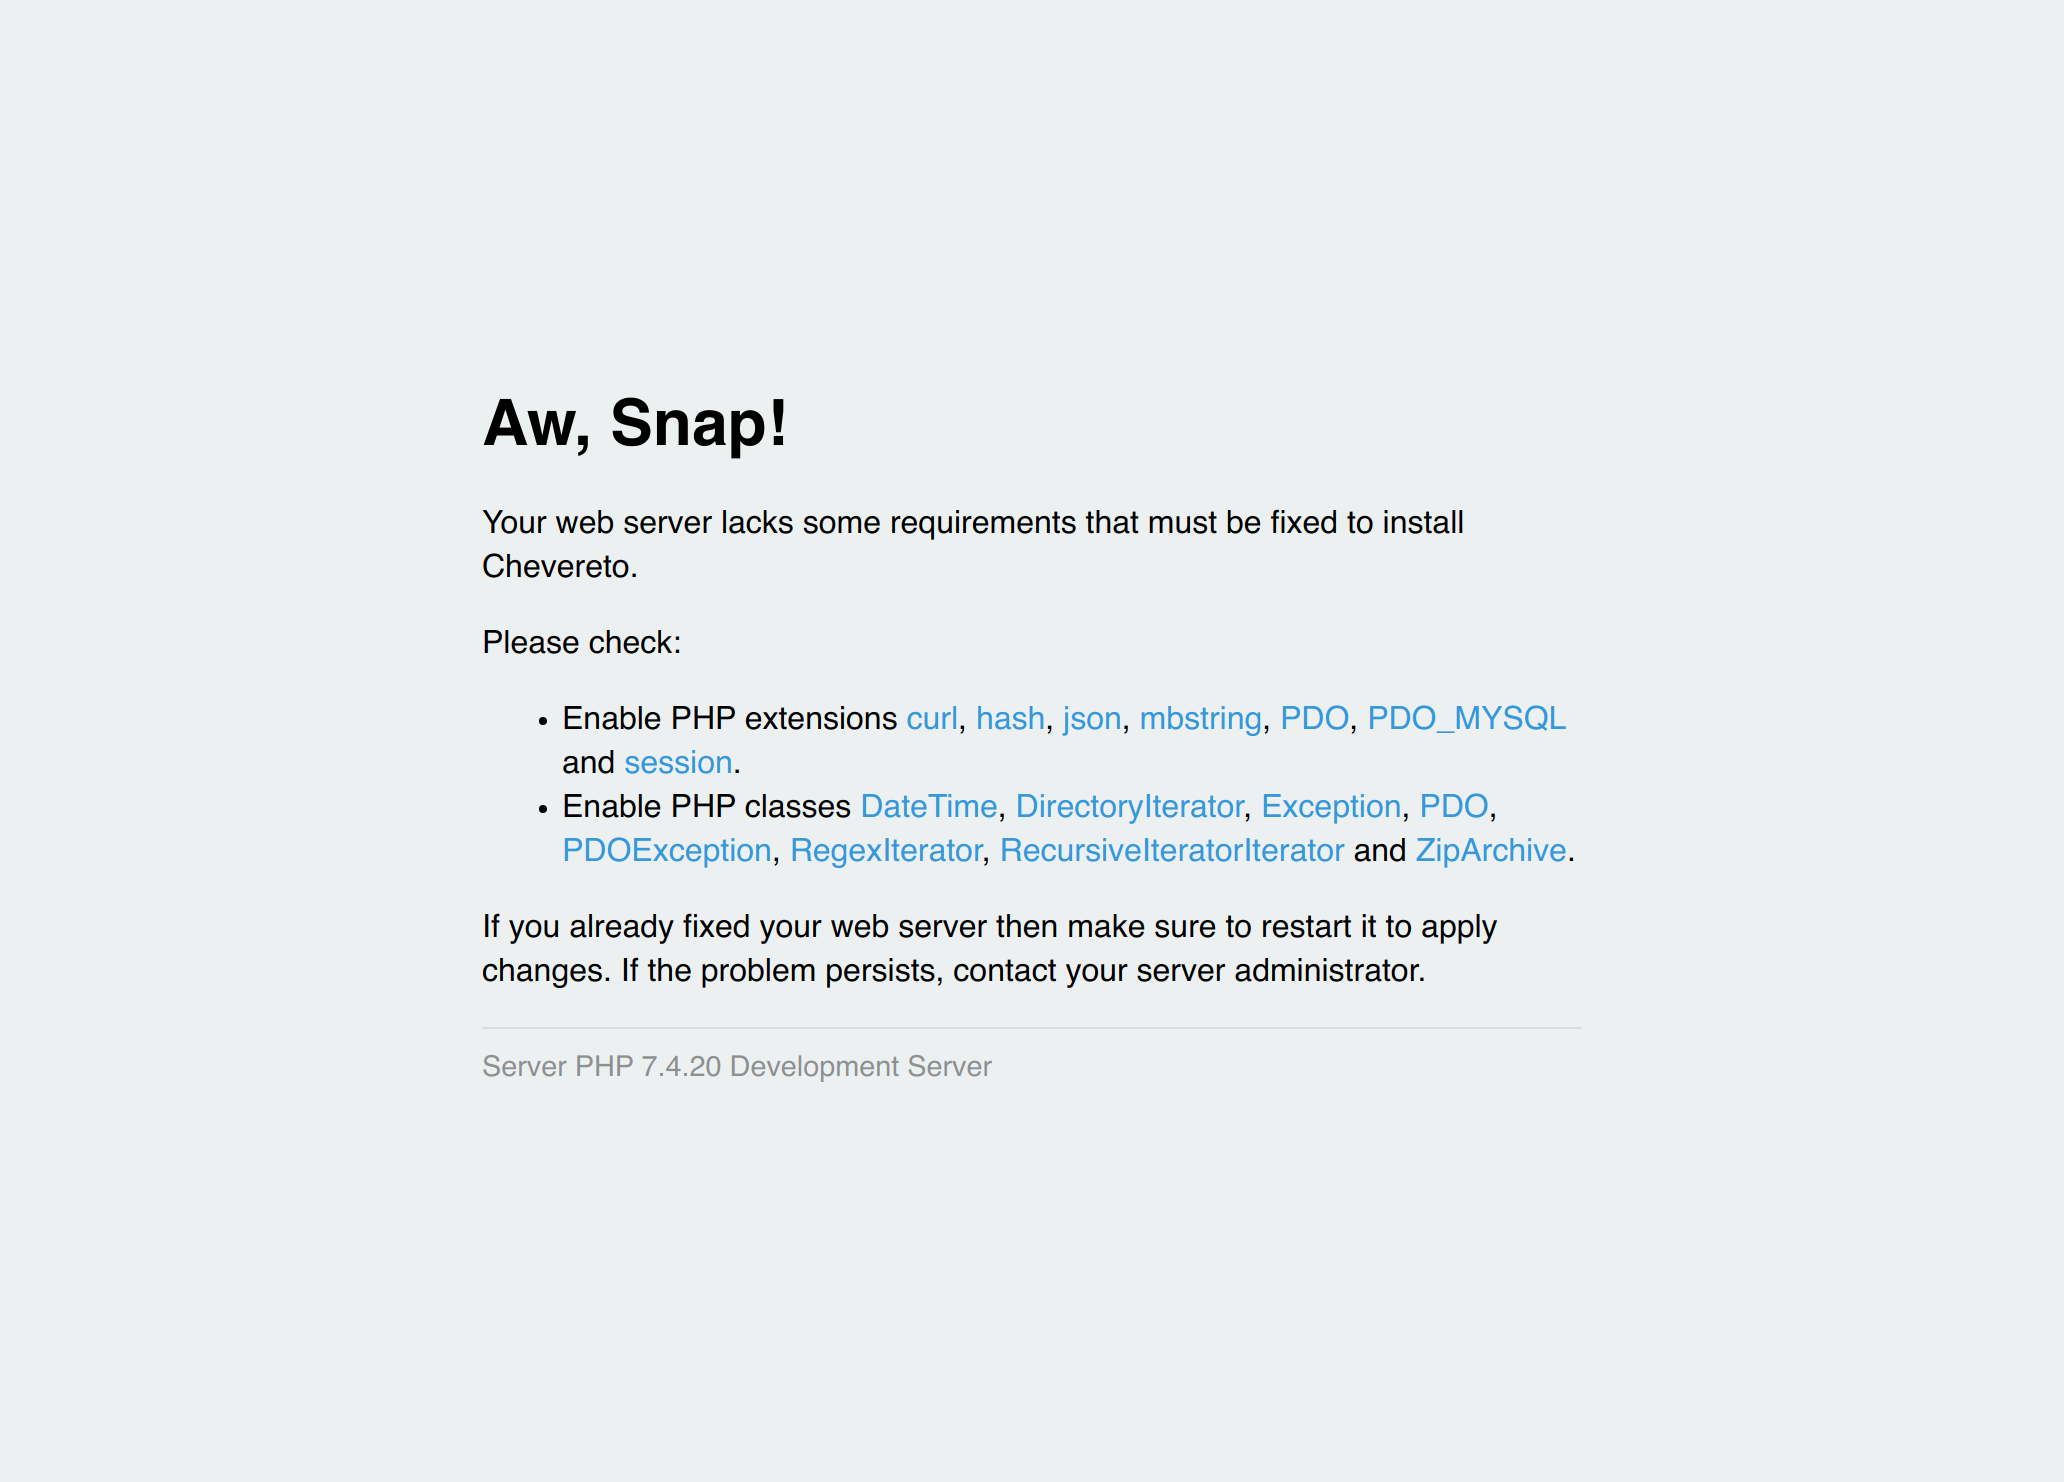 Aw, Snap!
Your web server lacks some requirements that must be fixed to install
Chevereto.
Please check:
• Enable PHP extensions curl, hash, json, mbstring, PDO, PDO_MYSQL
and session.
• Enable PHP classes DateTime, DirectoryIterator, Exception, PDO,
PDOException, RegexIterator, RecursiveIteratorIterator and ZipArchive.
If you already fixed your web server then make sure to restart it to apply
changes. If the problem persists, contact your server administrator.
Server PHP 7.4.20 Development Server